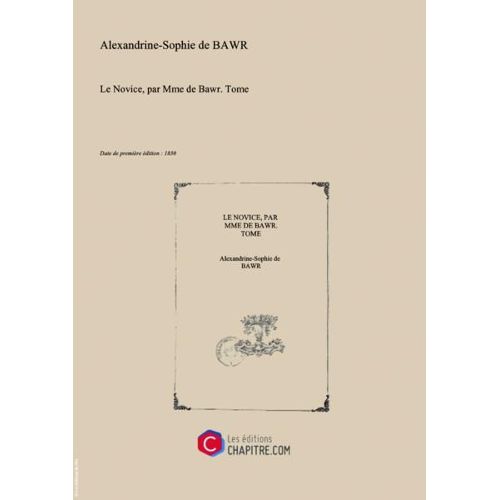 Alexandrine-Sophie de BAWR
Le Novice, par Mme de Bawr. Tome
Date de première édition : 1830
LE NOVICE, PAR
MME DE BAWR.
TOME
Alexandrine-Sophie de
BAWR
C
Les éditions
CHAPITRE.COM